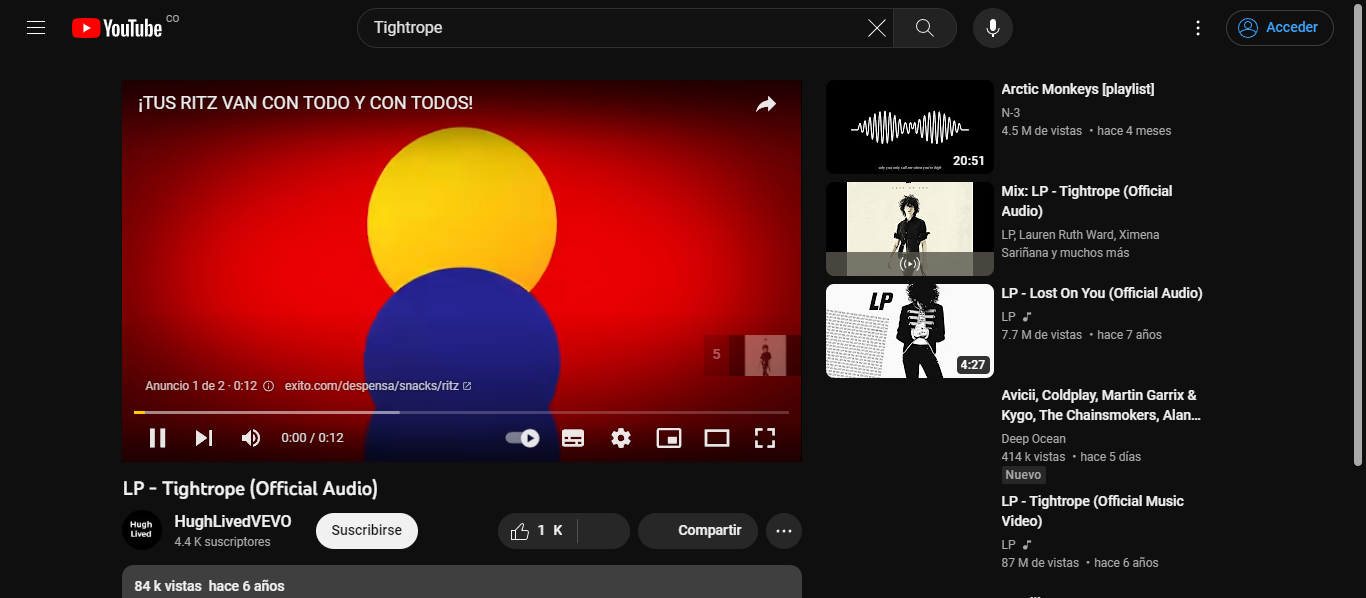 YouTube CO
Tightrope
Acceder
¡TUS RITZ VAN CON TODO Y CON TODOS!
5
Anuncio 1 de 2 · 0:12
exito.com/despensa/snacks/ritz
0:00 / 0:12
LP - Tightrope (Official Audio)
Hugh
Lived
HughLivedVEVO
4.4 K suscriptores
Suscribirse
1 K
Compartir
84 k vistas hace 6 años
20:51
Arctic Monkeys [playlist]
N-3
4.5 M de vistas • hace 4 meses
Mix: LP - Tightrope (Official
Audio)
LP, Lauren Ruth Ward, Ximena
Sariñana y muchos más
LP
4:27
LP - Lost On You (Official Audio)
LP
7.7 M de vistas • hace 7 años
Avicii, Coldplay, Martin Garrix &
Kygo, The Chainsmokers, Alan...
Deep Ocean
414 k vistas • hace 5 días
Nuevo
LP - Tightrope (Official Music
Video)
LP
87 M de vistas • hace 6 años